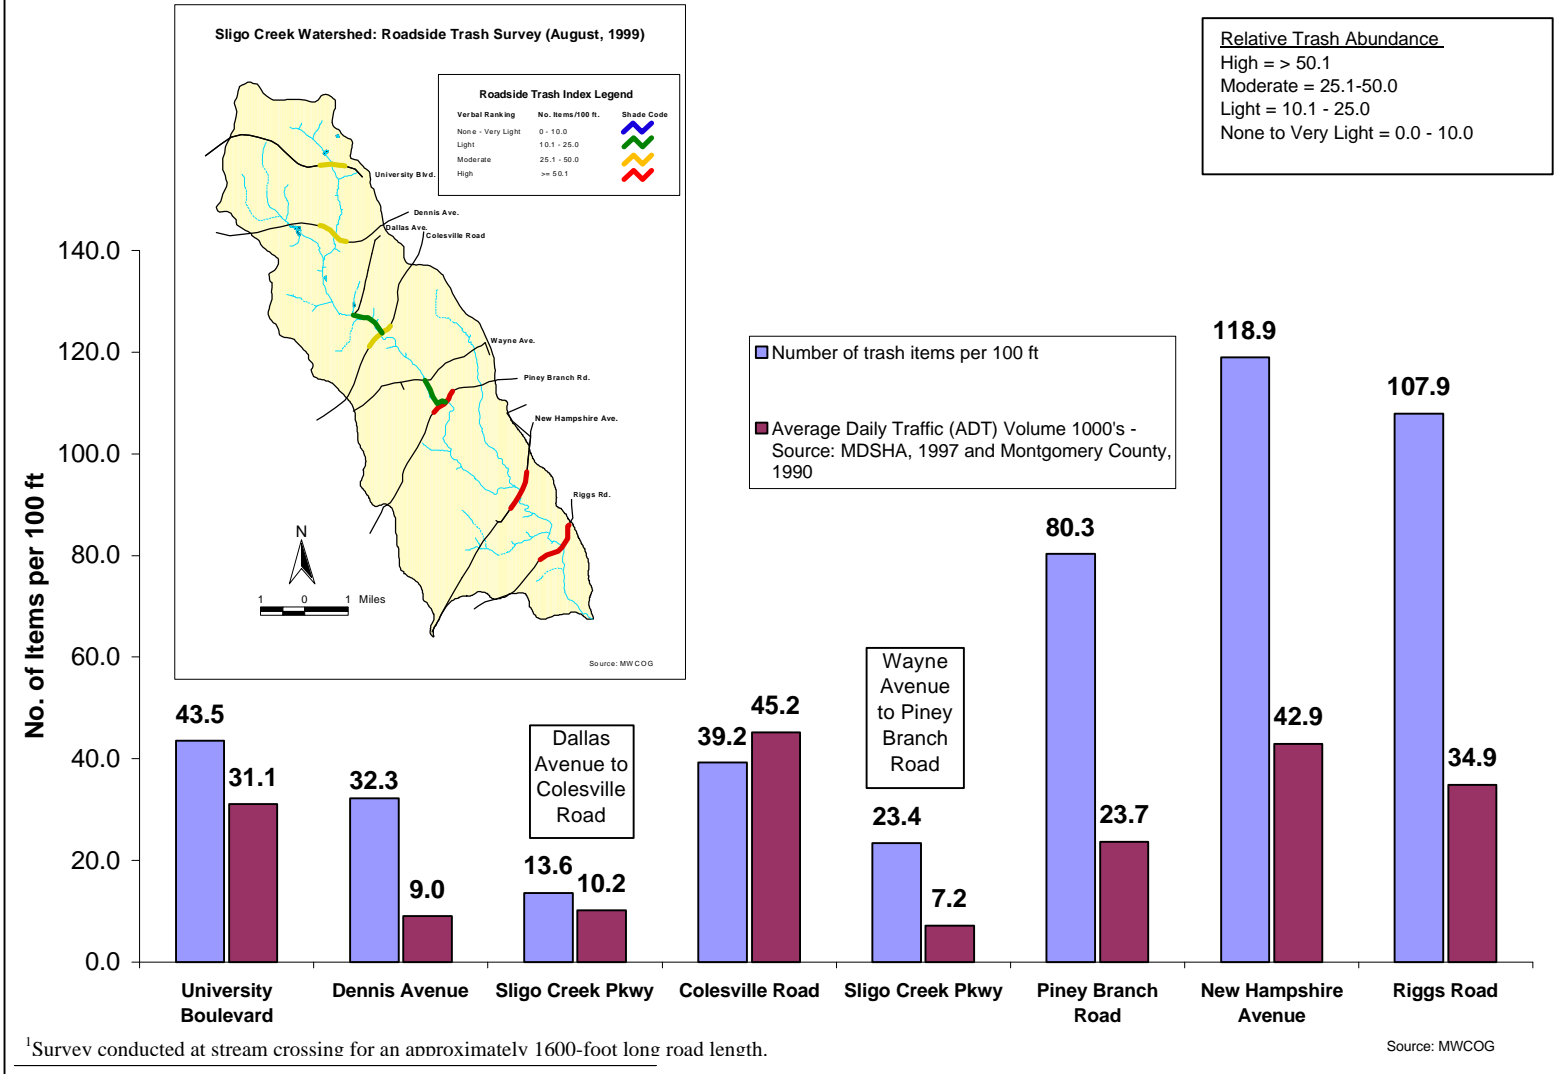 Sligo Creek Watershed: Roadside Trash Survey (August, 1999)
Roadside Trash Index Legend
Verbal Ranking No. Items/100 ft. Shade Code
None - Very Light 0 - 10.0
Light 10.1 - 25.0
Moderate 25.1 - 50.0
High >= 50.1
University Blvd.
Dennis Ave.
Dallas Ave.
Colesville Road
Wayne Ave.
Piney Branch Rd.
New Hampshire Ave.
Riggs Rd.
N
1 0 1 Miles
Source: MWCOG
Relative Trash Abundance
High = > 50.1
Moderate = 25.1-50.0
Light = 10.1 - 25.0
None to Very Light = 0.0 - 10.0
Number of trash items per 100 ft
Average Daily Traffic (ADT) Volume 1000's -
Source: MDSHA, 1997 and Montgomery County,
1990
No. of Items per 100 ft
140.0
120.0
100.0
80.0
60.0
40.0
20.0
0.0
43.5
31.1
32.3
9.0
Dallas
Avenue to
Colesville
Road
13.6
10.2
39.2
45.2
Wayne
Avenue
to Piney
Branch
Road
23.4
7.2
80.3
23.7
118.9
42.9
107.9
34.9
University
Boulevard
Dennis Avenue
Sligo Creek Pkwy
Colesville Road
Sligo Creek Pkwy
Piney Branch
Road
New Hampshire
Avenue
Riggs Road
1Survey conducted at stream crossing for an approximately 1600-foot long road length.
Source: MWCOG